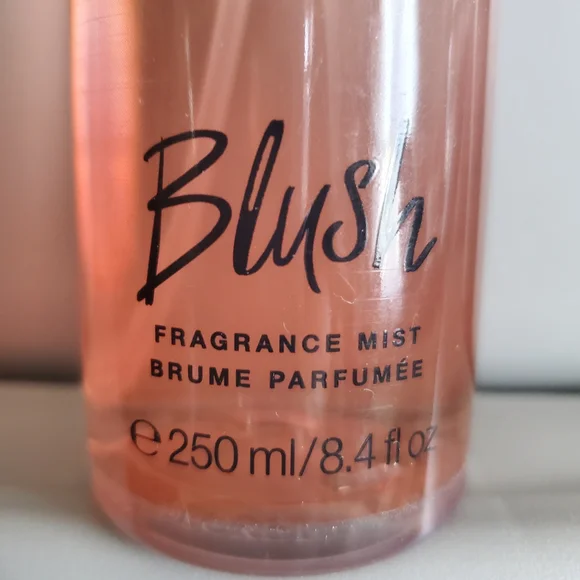 Blush
FRAGRANCE MIST
BRUME PARFUMÉE
℮ 250 ml/8.4 fl oz